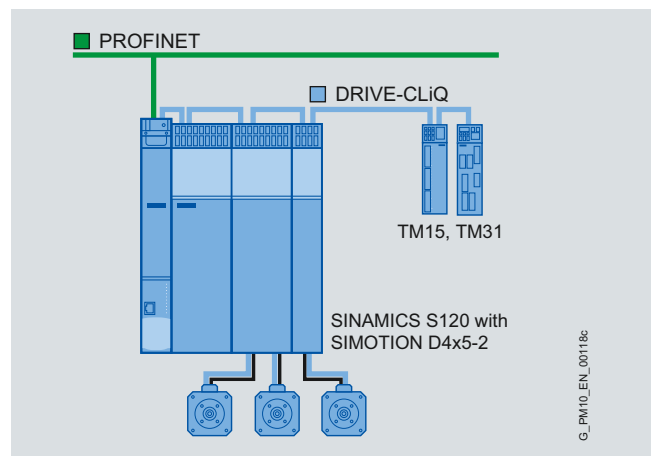 PROFINET
DRIVE-CLiQ
TM15, TM31
SINAMICS S120 with
SIMOTION D4x5-2
G_PM10_EN_00118c